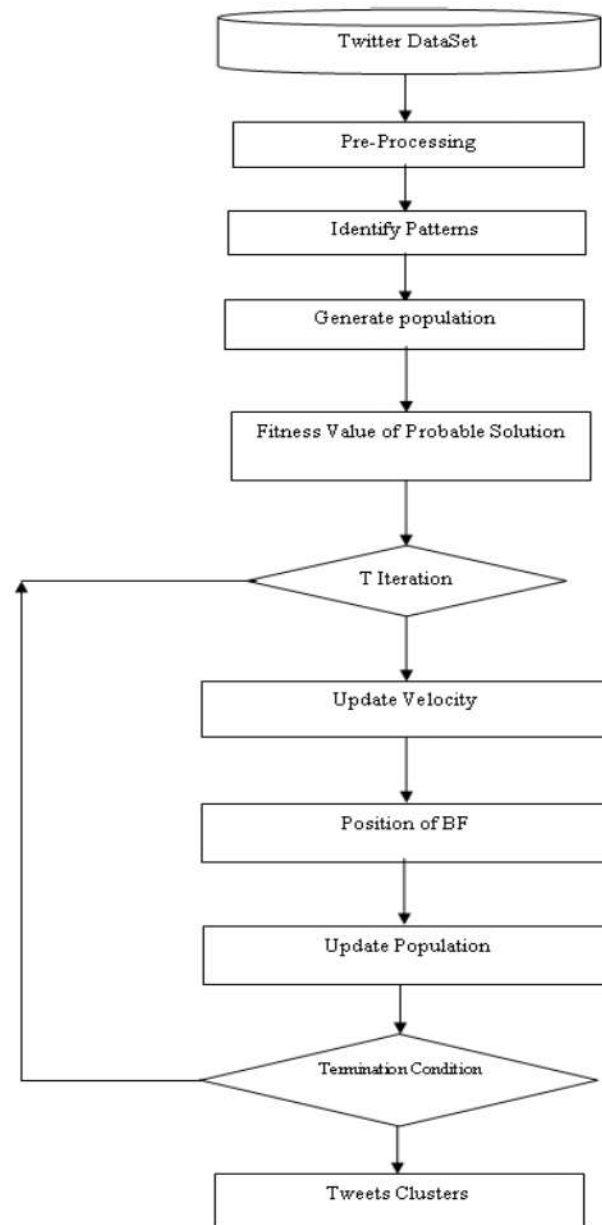 Twitter DataSet
Pre-Processing
Identify Patterns
Generate population
Fitness Value of Probable Solution
T Iteration
Update Velocity
Position of BF
Update Population
Termination Condition
Tweets Clusters